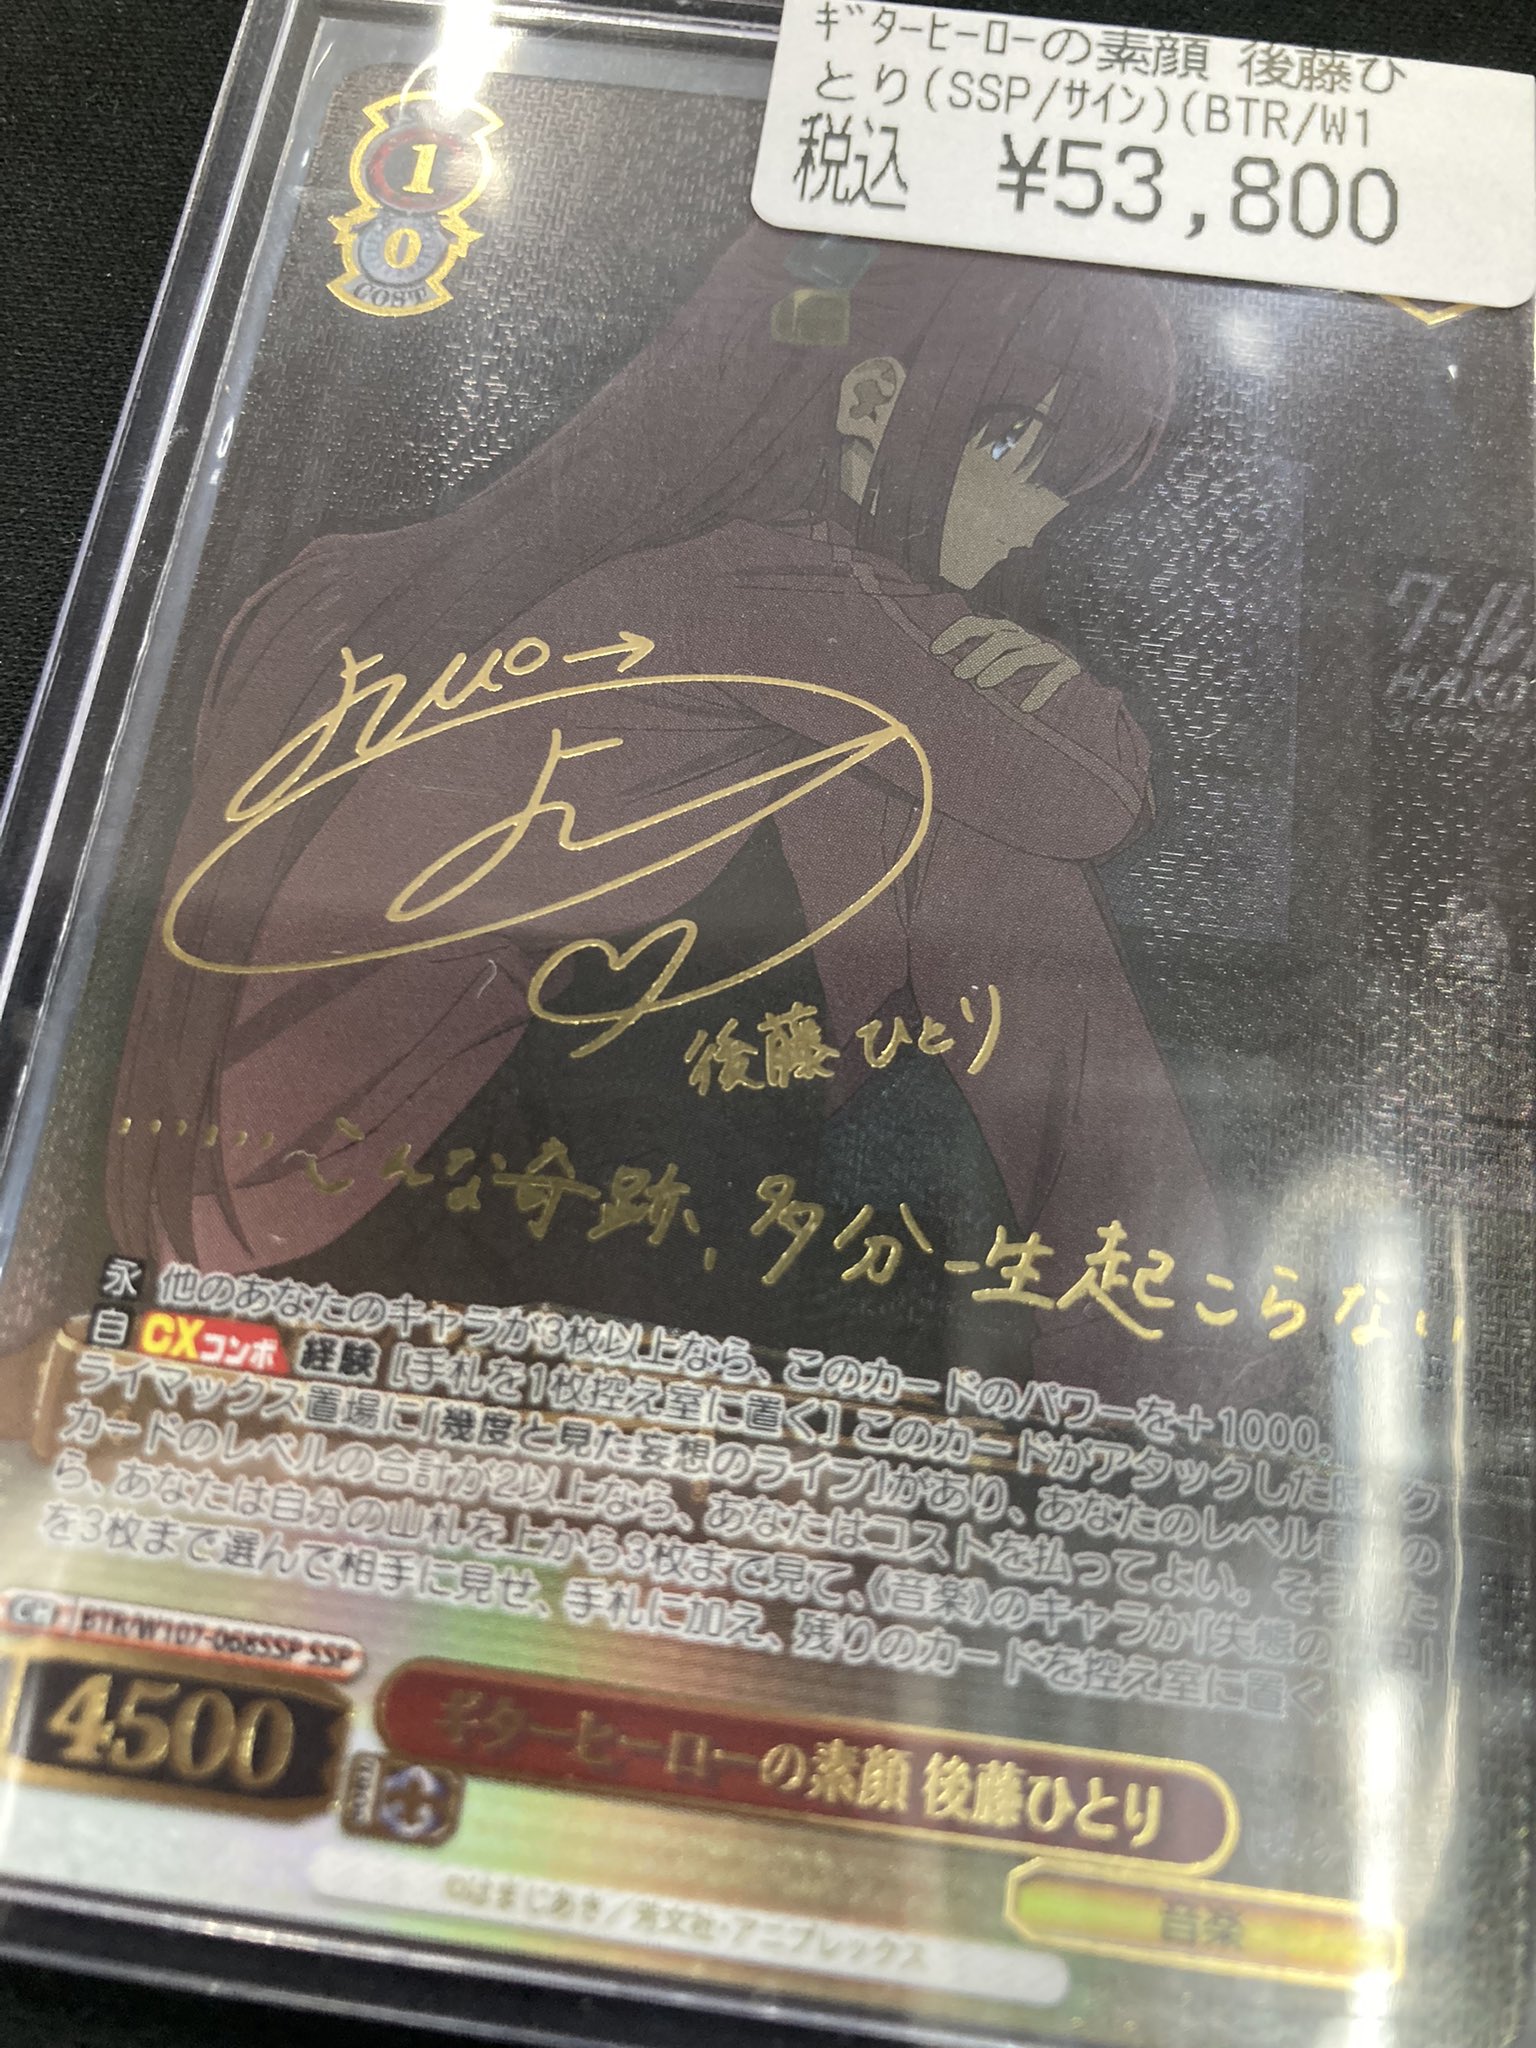 ｷﾞﾀｰﾋｰﾛｰの素顔 後藤ひ
とり(SSP/ｻｲﾝ)(BTR/W1
税込 ¥53,800
1
0
COST
後藤ひとり
……こんな奇跡、多分一生起こらない
永 他のあなたのキャラが3枚以上なら、このカードのパワーを＋1000。
自 CXコンボ 経験 ［手札を1枚控え室に置く］ このカードがアタックした時、ク
ライマックス置場に「幾度と見た妄想のライブ」があり、あなたのレベル置場の
カードのレベルの合計が2以上なら、あなたはコストを払ってよい。そうした
ら、あなたは自分の山札を上から3枚まで見て、《音楽》のキャラか「失態の
を3枚まで選んで相手に見せ、手札に加え、残りのカードを控え室に置く。
BTR/W107-068SSP SSP
4500
ギターヒーローの素顔 後藤ひとり
音楽
©はまじあき／芳文社・アニプレックス